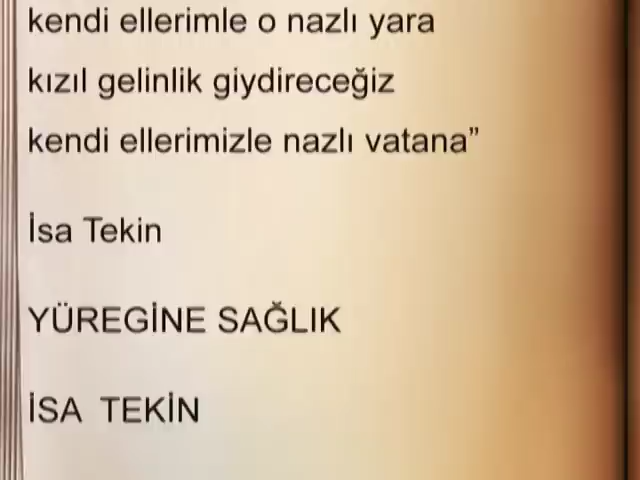 kendi ellerimle o nazlı yara
kızıl gelinlik giydireceğiz
kendi ellerimizle nazlı vatana”
İsa Tekin
YÜREGİNE SAĞLIK
İSA TEKİN